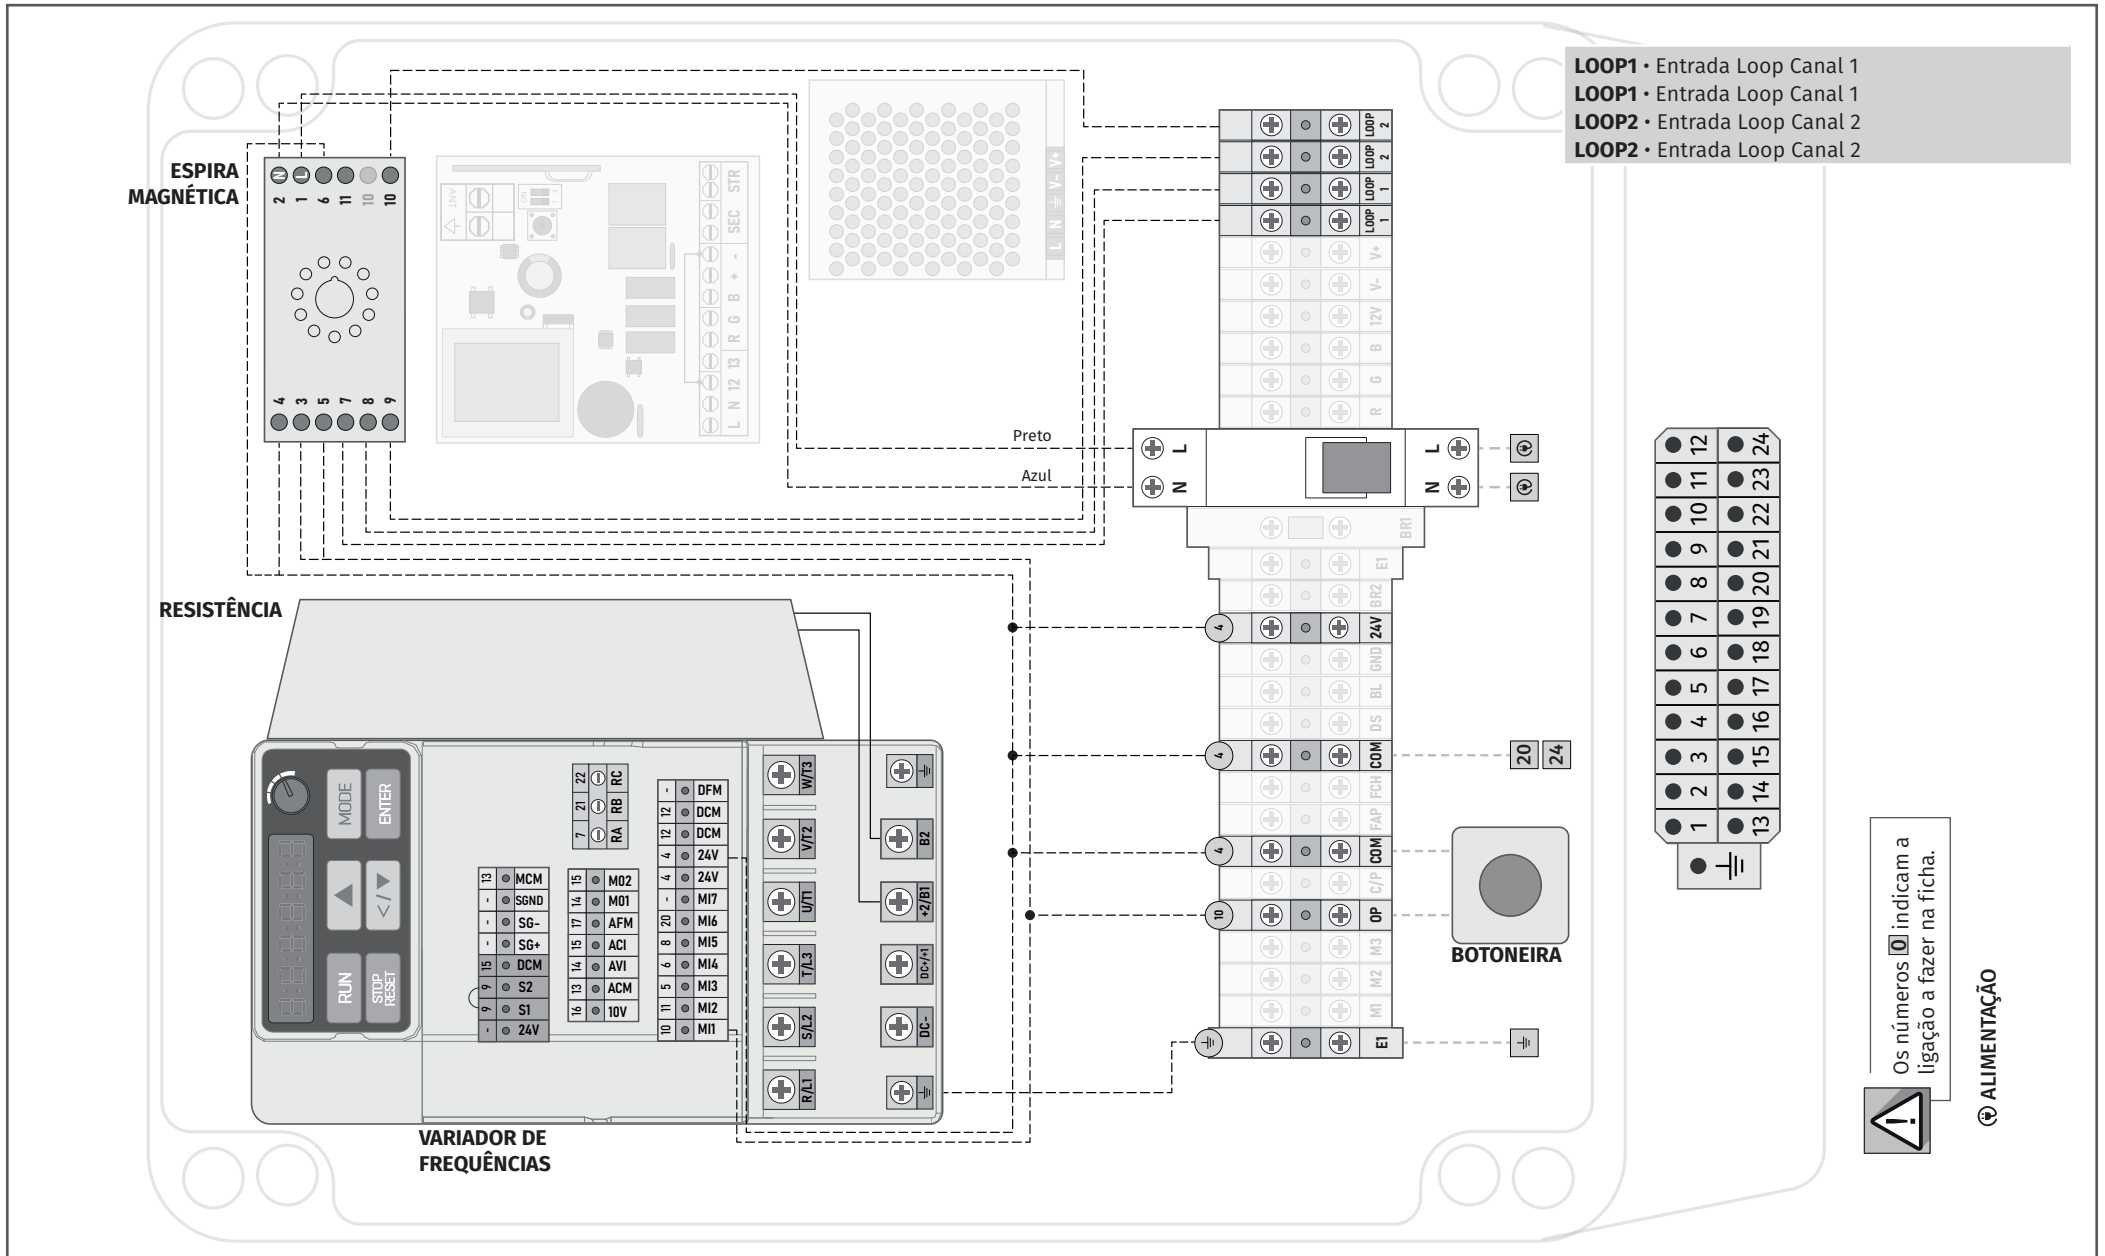 LOOP1 • Entrada Loop Canal 1
LOOP1 • Entrada Loop Canal 1
LOOP2 • Entrada Loop Canal 2
LOOP2 • Entrada Loop Canal 2
ESPIRA
MAGNÉTICA
N L
2 1 6 11 10 10
4 3 5 7 8 9
ANT
ON
1 2
STR
SEC
-
+
B
G
R
13
12
N
L
V+
V-
N
L
LOOP 2
LOOP 2
LOOP 1
LOOP 1
V+
V-
12V
B
G
R
Preto
L L
Azul
N N
BR1
E1
BR2
4 24V
GND
BL
DS
4 COM 20 24
FCH
FAP
4 COM
C/P
10 OP
M3
M2
M1
E1
BOTONEIRA
RESISTÊNCIA
MODE
ENTER
</▼
RUN
STOP
RESET
22 RC
21 RB
7 RA
13 MCM
- SGND
- SG-
- SG+
15 DCM
9 S2
9 S1
- 24V
15 MO2
14 MO1
17 AFM
15 ACI
14 AVI
13 ACM
16 10V
- DFM
12 DCM
12 DCM
4 24V
4 24V
- MI7
20 MI6
8 MI5
6 MI4
5 MI3
11 MI2
10 MI1
W/T3
V/T2
U/T1
T/L3
S/L2
R/L1
B2
+2/B1
DC+/+1
DC-
VARIADOR DE
FREQUÊNCIAS
12 24
11 23
10 22
9 21
8 20
7 19
6 18
5 17
4 16
3 15
2 14
1 13
Os números 0 indicam a
ligação a fazer na ficha.
ALIMENTAÇÃO